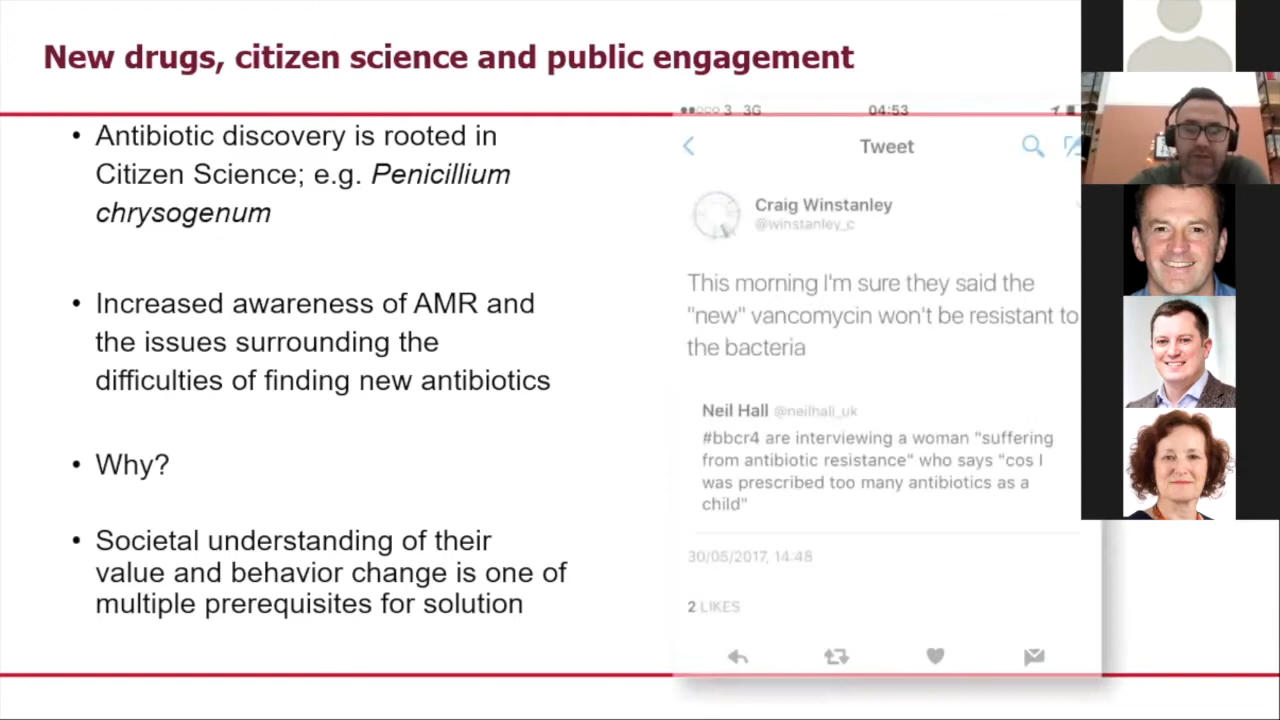 New drugs, citizen science and public engagement
• Antibiotic discovery is rooted in
Citizen Science; e.g. Penicillium
chrysogenum
• Increased awareness of AMR and
the issues surrounding the
difficulties of finding new antibiotics
• Why?
• Societal understanding of their
value and behavior change is one of
multiple prerequisites for solution
3 3G
04:53
Tweet
Craig Winstanley
@winstanley_c
This morning I'm sure they said the
"new" vancomycin won't be resistant to
the bacteria
Neil Hall @neilhall_uk
#bbcr4 are interviewing a woman "suffering
from antibiotic resistance" who says "cos I
was prescribed too many antibiotics as a
child"
30/05/2017, 14:48
2 LIKES